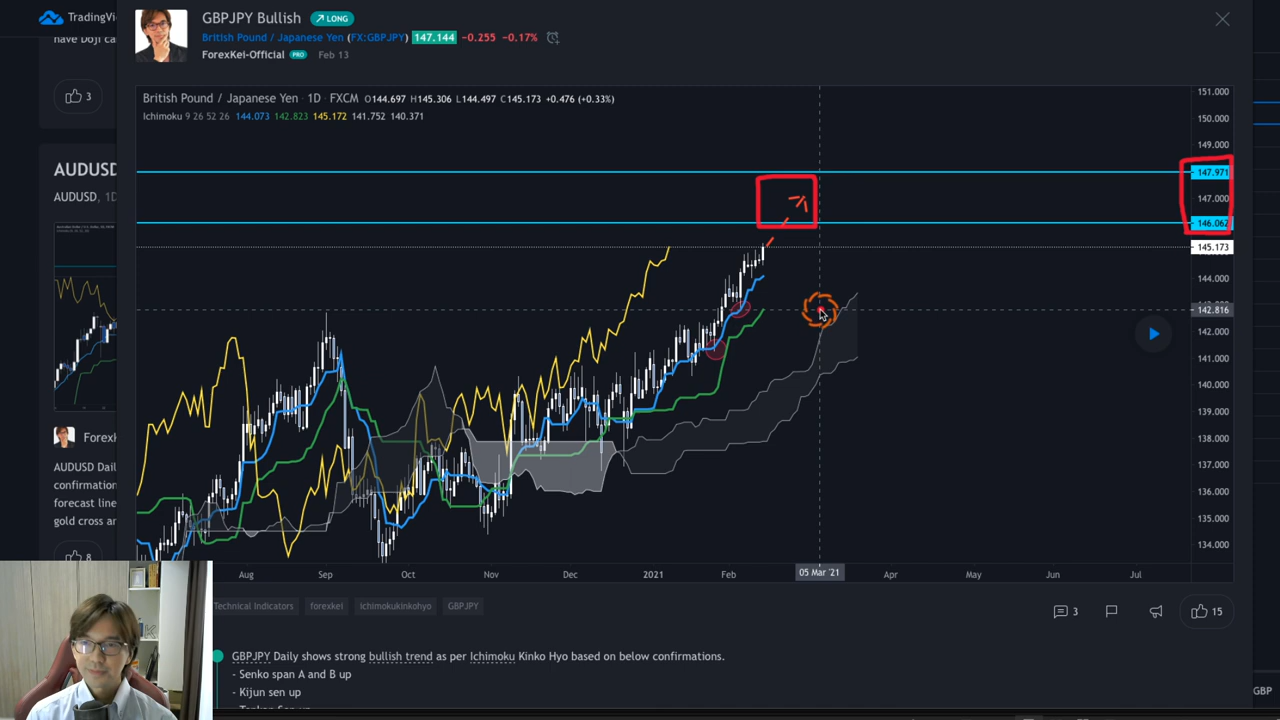 TradingVi
have Doji ca
3
AUDUSD
AUDUSD, 1D
ForexK
AUDUSD Daily
confirmation
forecast line
gold cross an
8
GBPJPY Bullish
LONG
British Pound / Japanese Yen (FX:GBPJPY) 147.144 −0.255 −0.17%
ForexKei-Official PRO Feb 13
British Pound / Japanese Yen · 1D · FXCM O144.697 H145.306 L144.497 C145.173 +0.476 (+0.33%)
Ichimoku 9 26 52 26 144.073 142.823 145.172 141.752 140.371
151.000
150.000
149.000
147.971
147.000
146.062
145.173
144.000
142.816
142.000
141.000
140.000
139.000
138.000
137.000
136.000
135.000
134.000
Aug Sep Oct Nov Dec 2021 Feb 05 Mar '21 Apr May Jun Jul
Technical Indicators forexkei ichimokukinkohyo GBPJPY
3
15
GBPJPY Daily shows strong bullish trend as per Ichimoku Kinko Hyo based on below confirmations.
- Senko span A and B up
- Kijun sen up
GBP